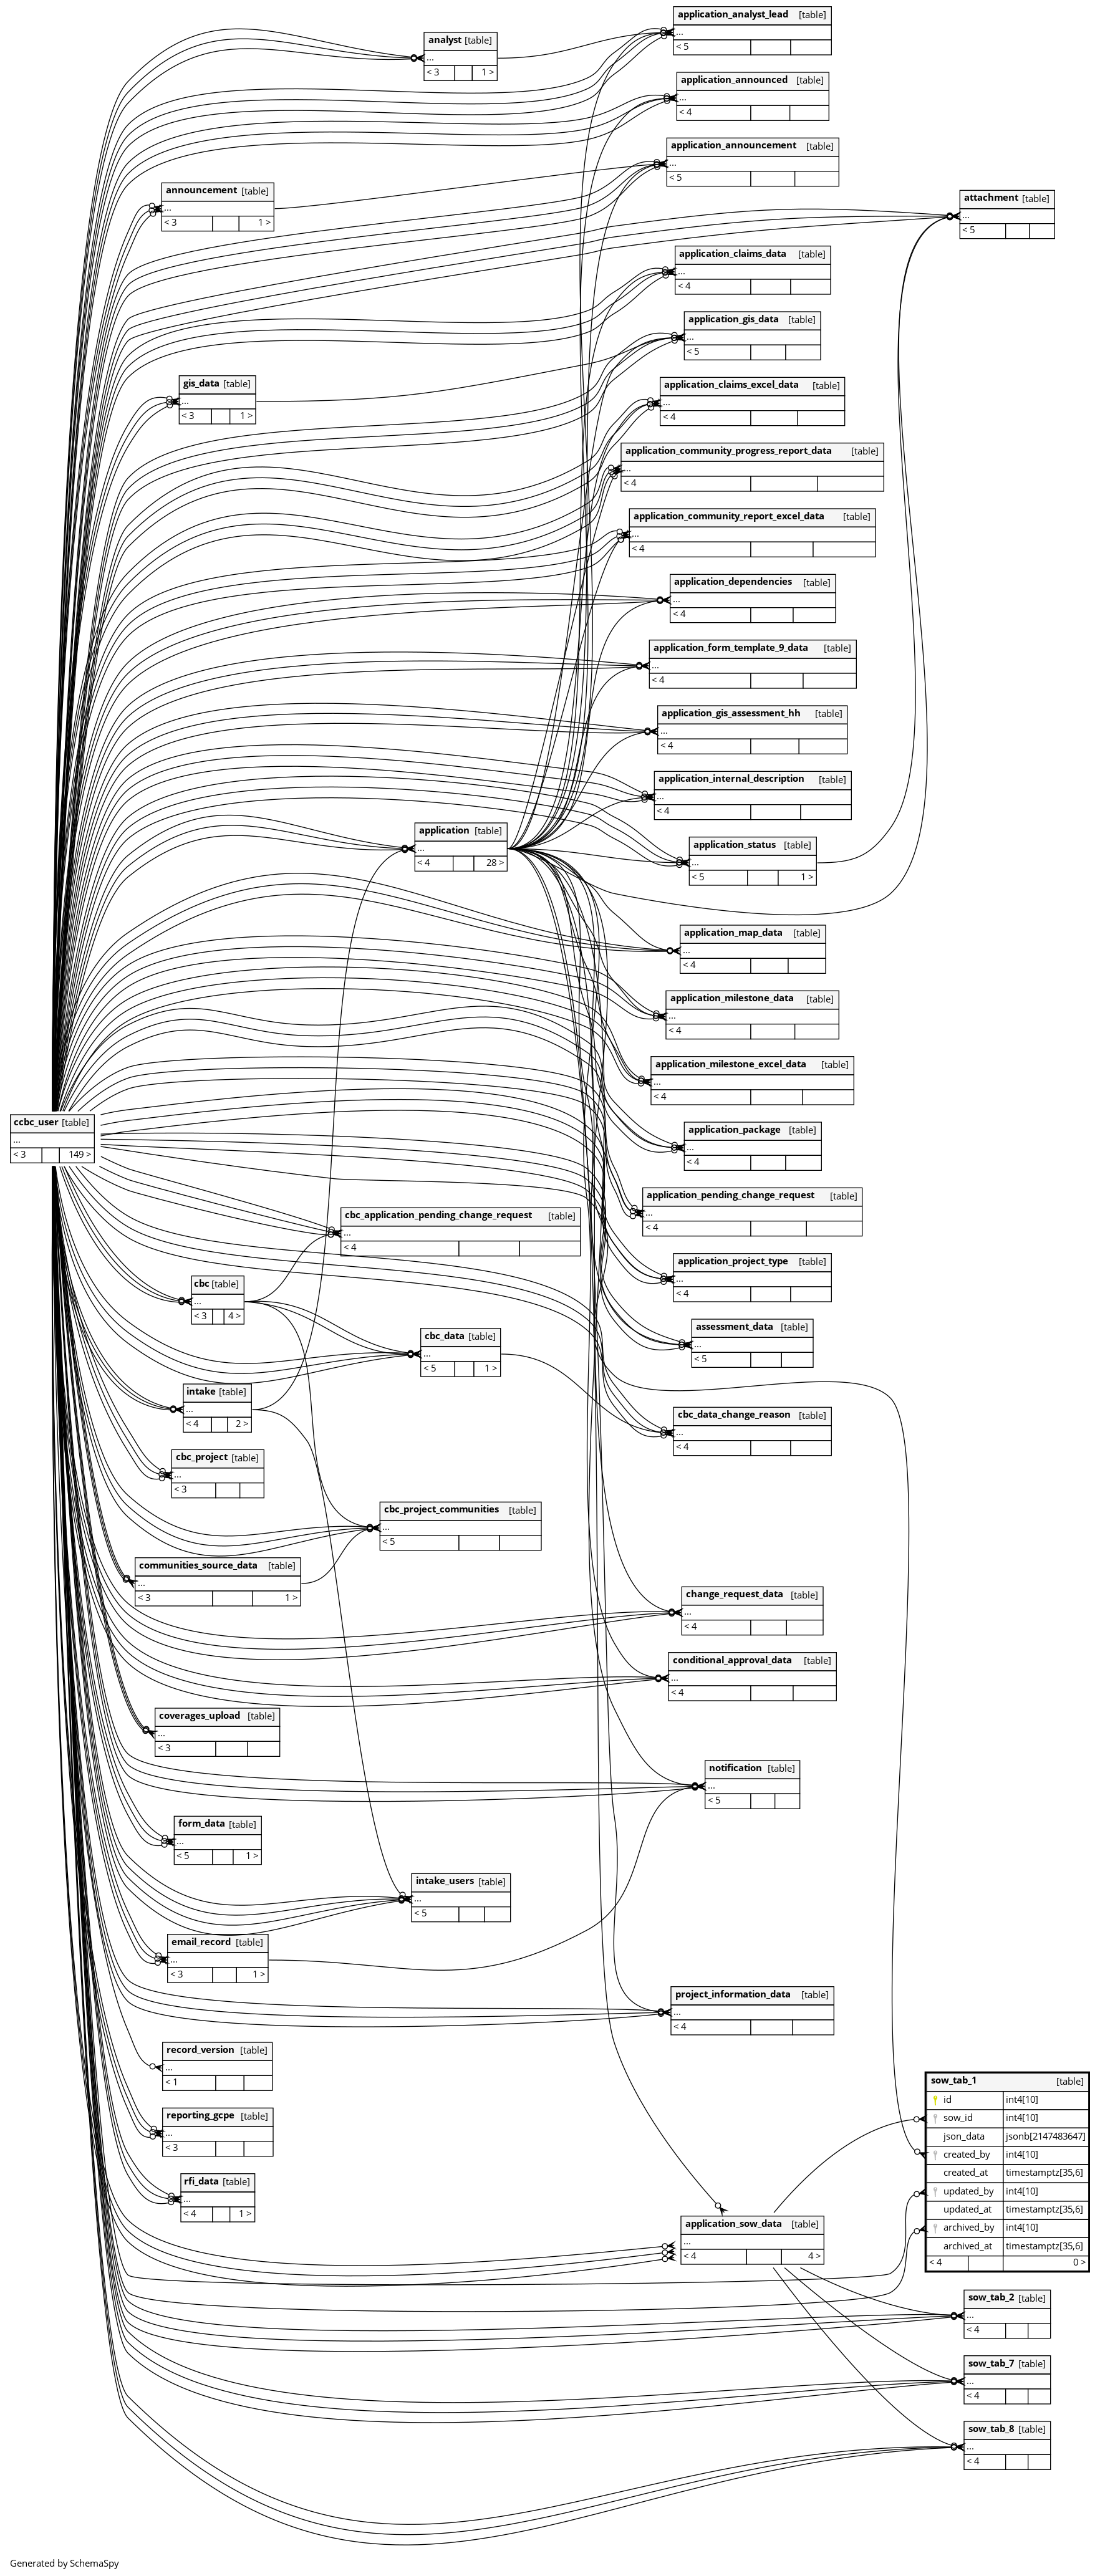 application_analyst_lead [table]
...
< 5
analyst [table]
...
< 3 1 >
application_announced [table]
...
< 4
application_announcement [table]
...
< 5
announcement [table]
...
< 3 1 >
attachment [table]
...
< 5
application_claims_data [table]
...
< 4
application_gis_data [table]
...
< 5
gis_data [table]
...
< 3 1 >
application_claims_excel_data [table]
...
< 4
application_community_progress_report_data [table]
...
< 4
application_community_report_excel_data [table]
...
< 4
application_dependencies [table]
...
< 4
application_form_template_9_data [table]
...
< 4
application_gis_assessment_hh [table]
...
< 4
application_internal_description [table]
...
< 4
application [table]
...
< 4 28 >
application_status [table]
...
< 5 1 >
application_map_data [table]
...
< 4
application_milestone_data [table]
...
< 4
application_milestone_excel_data [table]
...
< 4
ccbc_user [table]
...
< 3 149 >
application_package [table]
...
< 4
application_pending_change_request [table]
...
< 4
cbc_application_pending_change_request [table]
...
< 4
application_project_type [table]
...
< 4
cbc [table]
...
< 3 4 >
assessment_data [table]
...
< 5
cbc_data [table]
...
< 5 1 >
intake [table]
...
< 4 2 >
cbc_data_change_reason [table]
...
< 4
cbc_project [table]
...
< 3
cbc_project_communities [table]
...
< 5
communities_source_data [table]
...
< 3 1 >
change_request_data [table]
...
< 4
conditional_approval_data [table]
...
< 4
coverages_upload [table]
...
< 3
notification [table]
...
< 5
form_data [table]
...
< 5 1 >
intake_users [table]
...
< 5
email_record [table]
...
< 3 1 >
project_information_data [table]
...
< 4
record_version [table]
...
< 1
reporting_gcpe [table]
...
< 3
rfi_data [table]
...
< 4 1 >
sow_tab_1 [table]
id int4[10]
sow_id int4[10]
json_data jsonb[2147483647]
created_by int4[10]
created_at timestamptz[35,6]
updated_by int4[10]
updated_at timestamptz[35,6]
archived_by int4[10]
archived_at timestamptz[35,6]
< 4 0 >
application_sow_data [table]
...
< 4 4 >
sow_tab_2 [table]
...
< 4
sow_tab_7 [table]
...
< 4
sow_tab_8 [table]
...
< 4
Generated by SchemaSpy